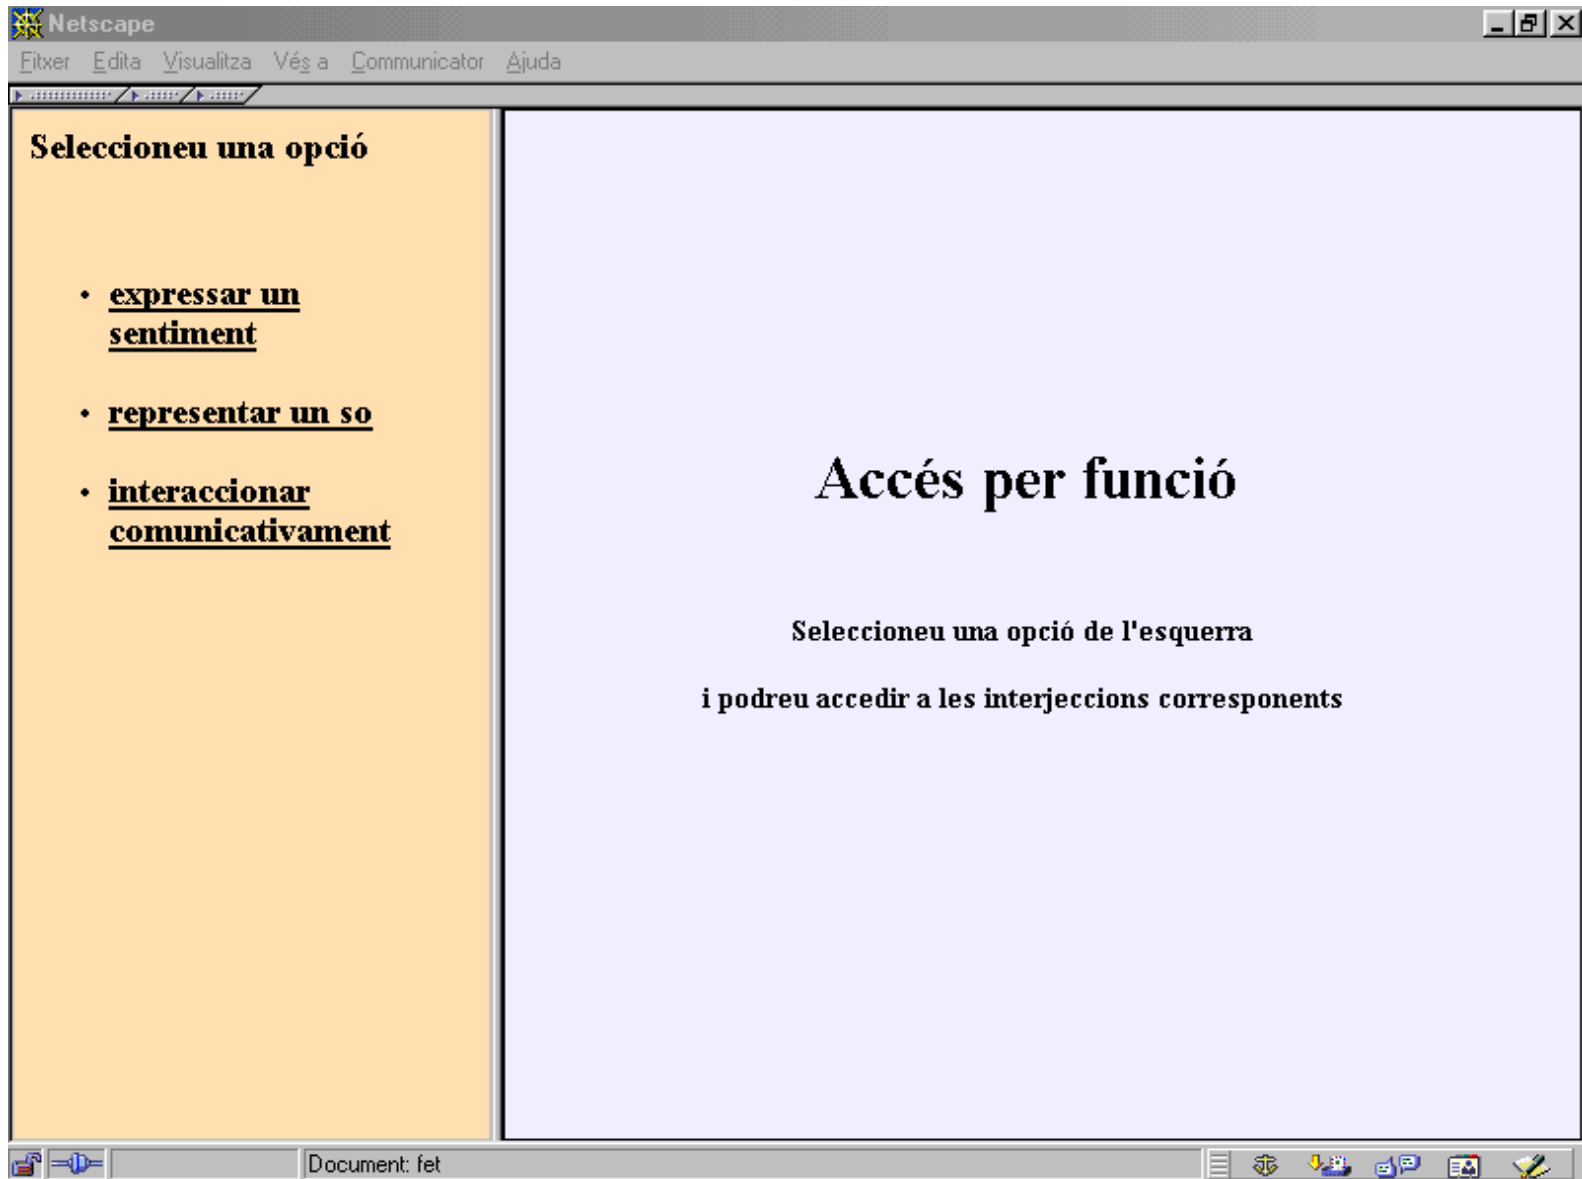 Netscape
Fitxer Edita Visualitza Vés a Communicator Ajuda
Seleccioneu una opció
• expressar un
sentiment
• representar un so
• interaccionar
comunicativament
Accés per funció
Seleccioneu una opció de l'esquerra
i podreu accedir a les interjeccions corresponents
Document: fet